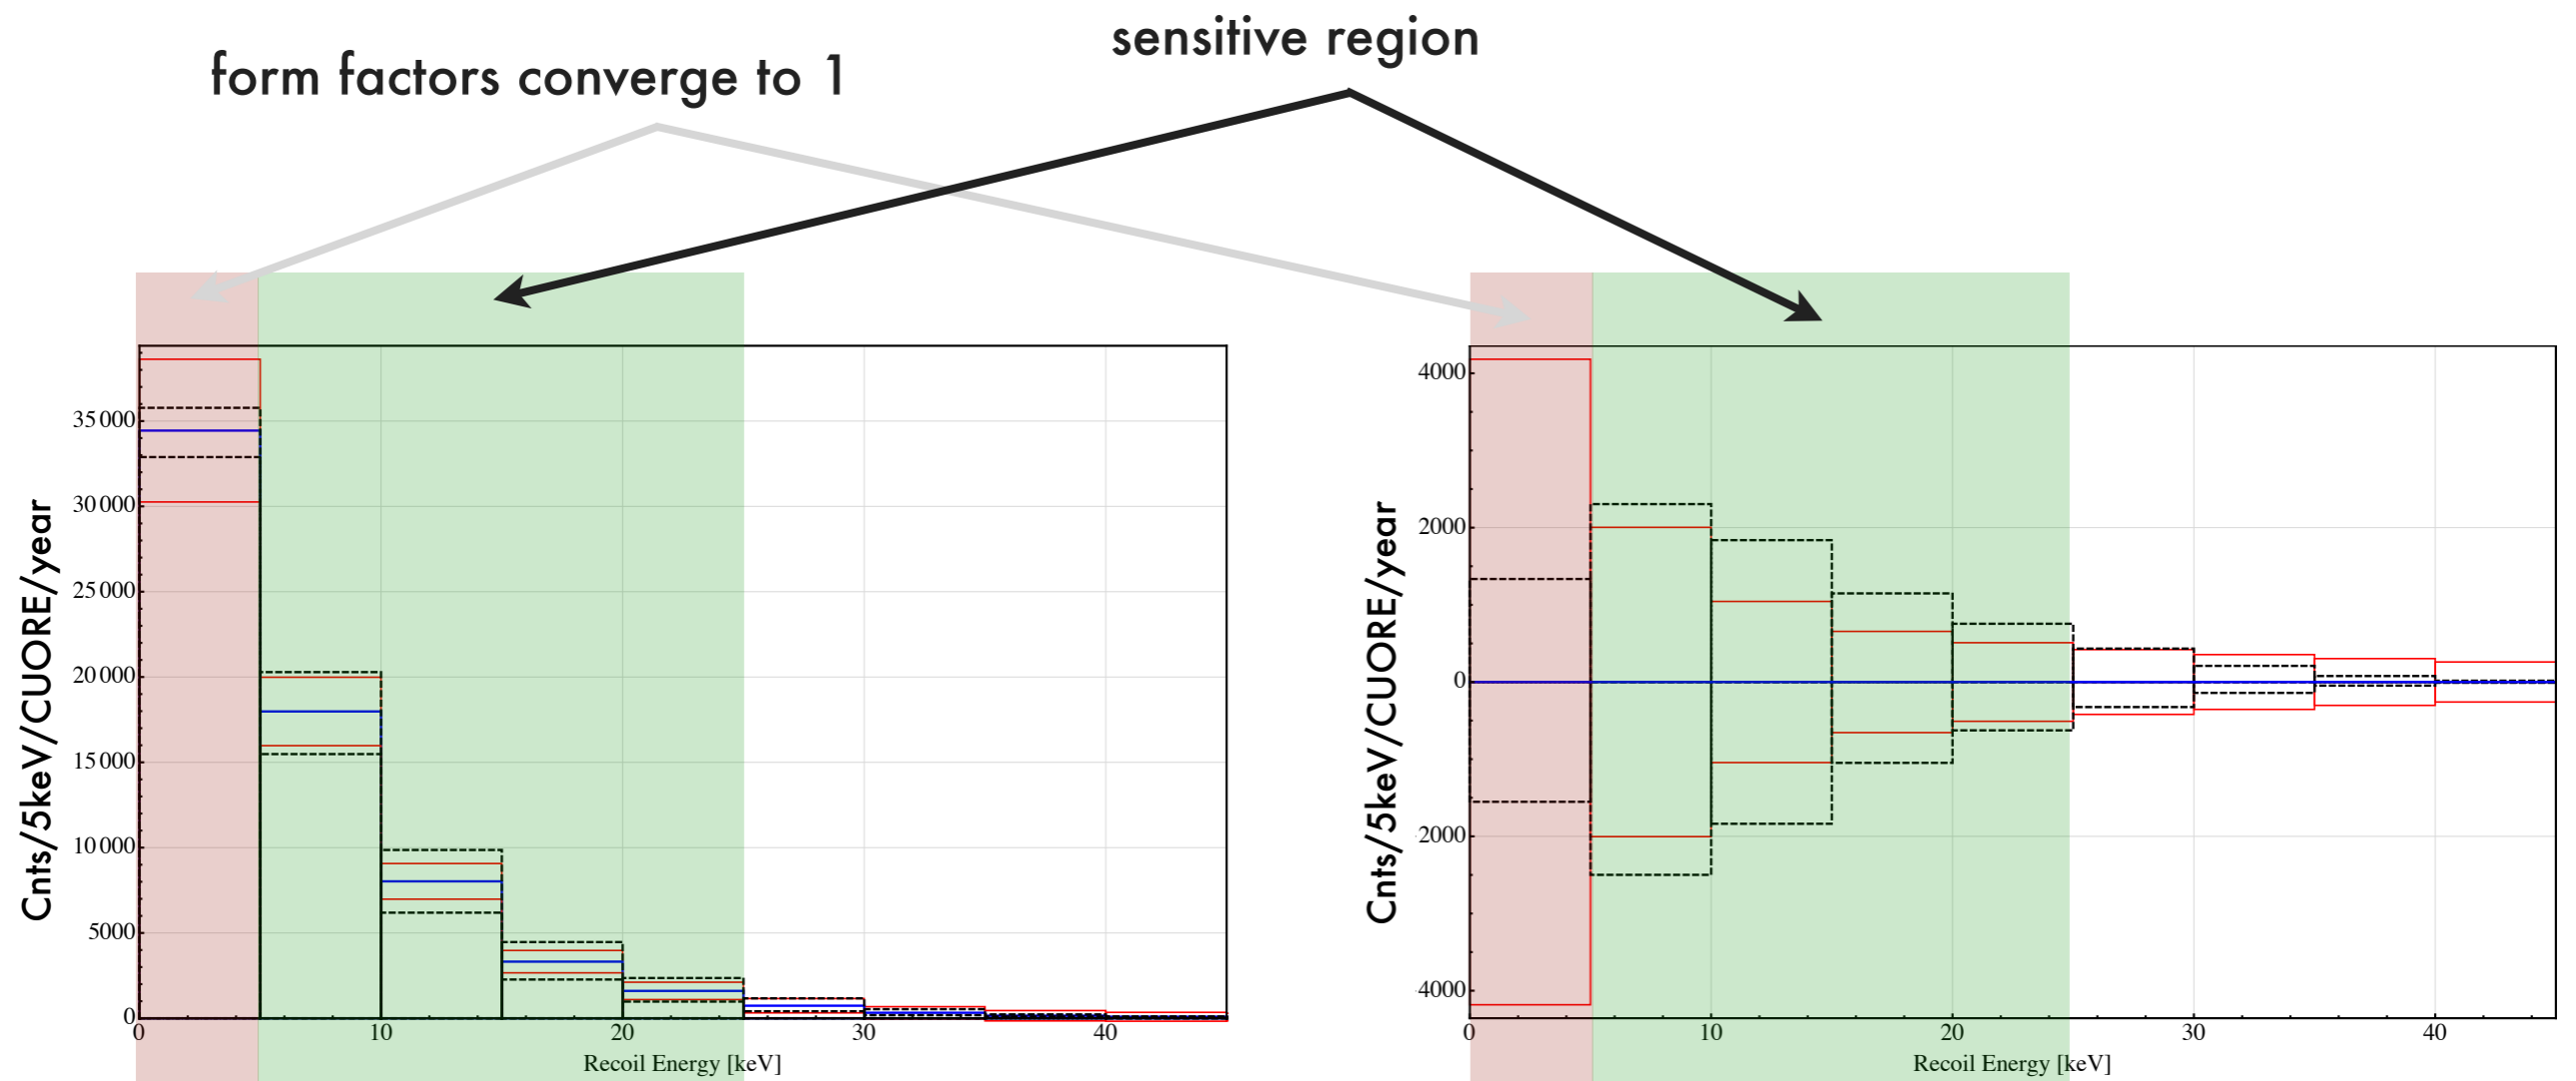 sensitive region
form factors converge to 1
Cnts/5keV/CUORE/year
35 000
30 000
25 000
20 000
15 000
10 000
5000
0
0 10 20 30 40
Recoil Energy [keV]
Cnts/5keV/CUORE/year
4000
2000
0
2000
4000
0 10 20 30 40
Recoil Energy [keV]